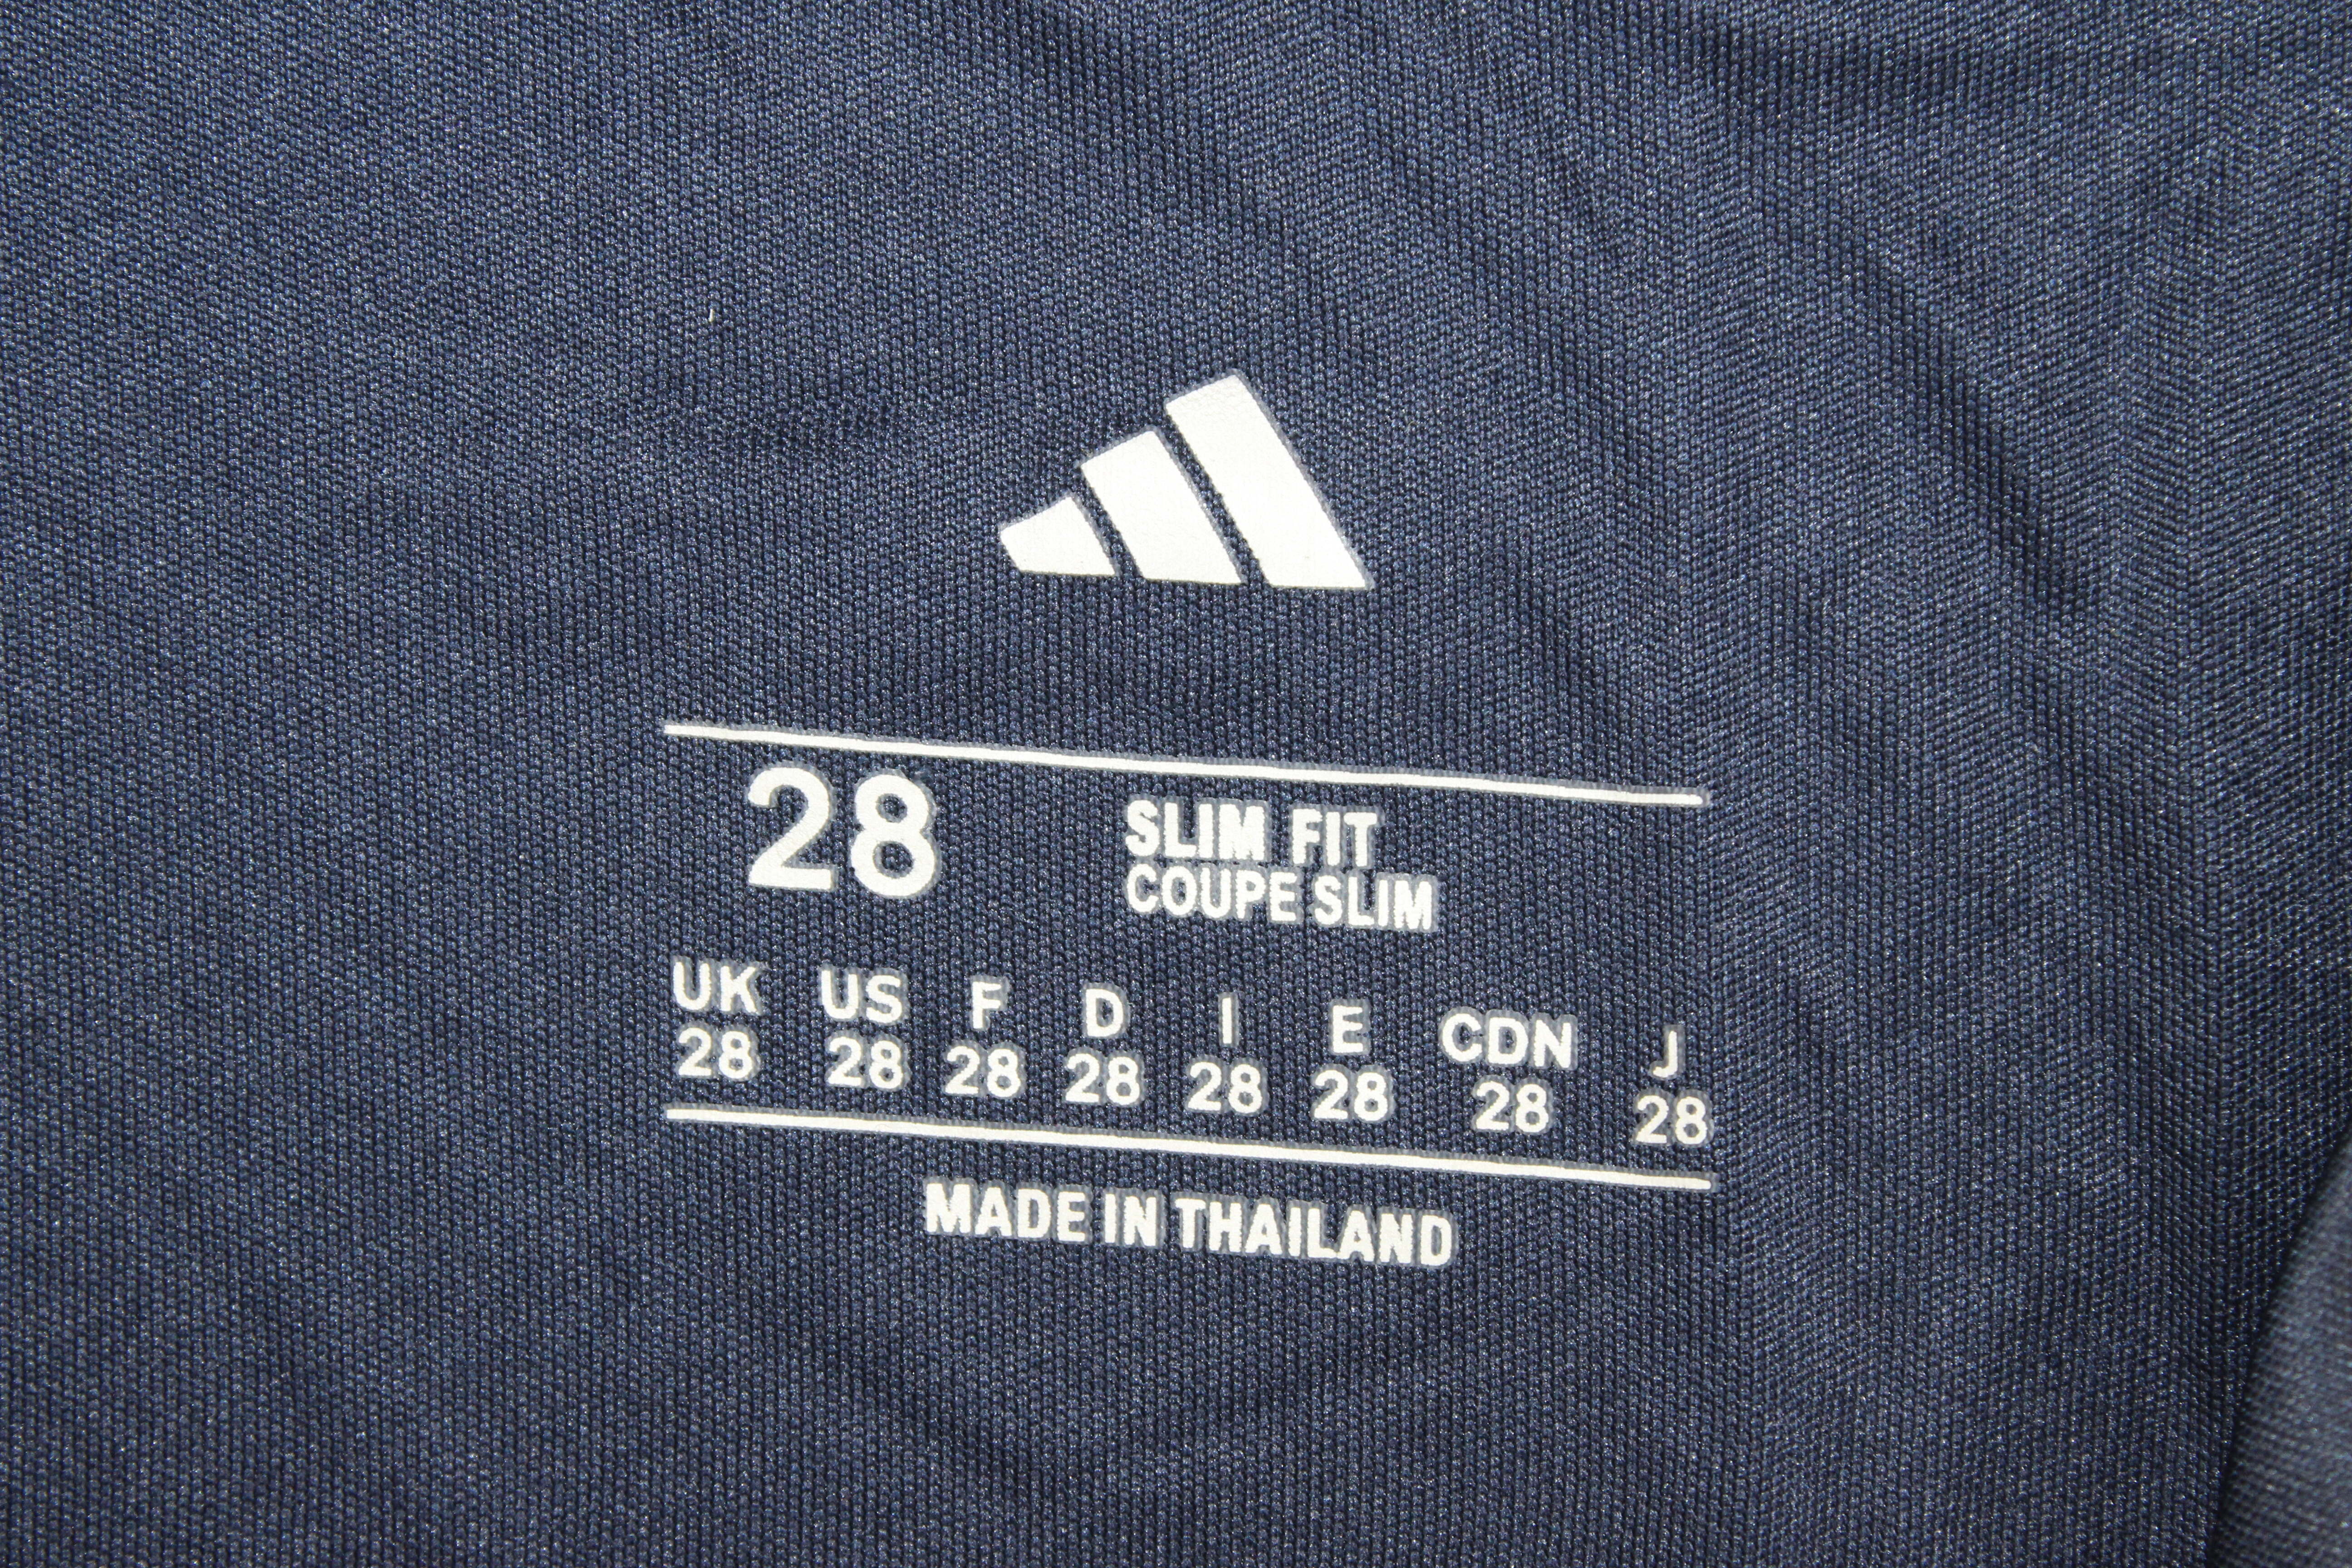 28
SLIM FIT
COUPE SLIM
UK US F D I E CDN J
28 28 28 28 28 28 28 28
MADE IN THAILAND